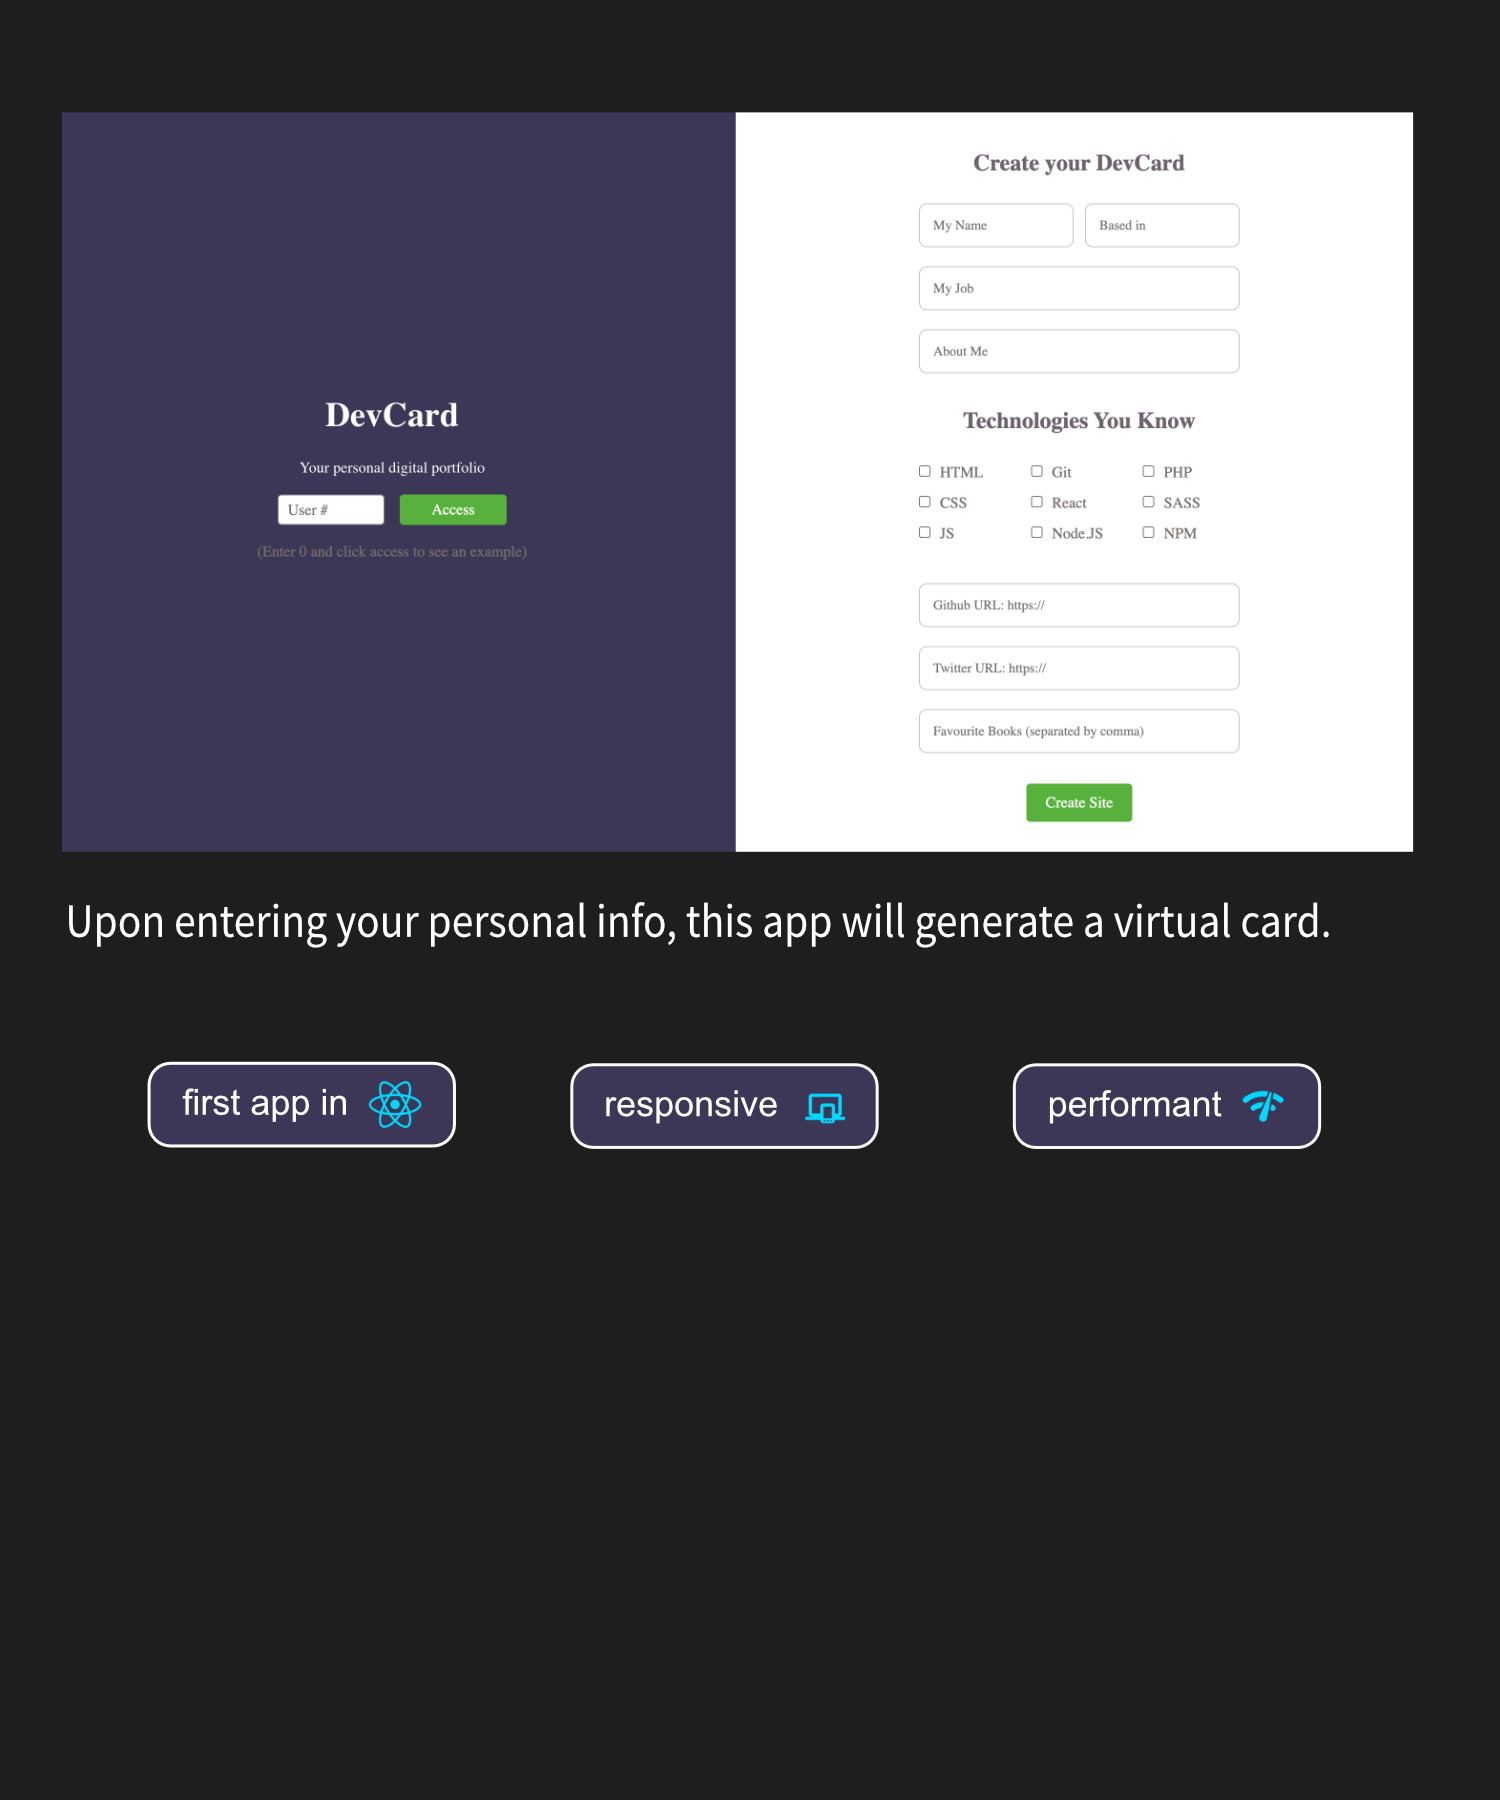 DevCard
Your personal digital portfolio
User #
Access
(Enter 0 and click access to see an example)
Create your DevCard
My Name
Based in
My Job
About Me
Technologies You Know
HTML
Git
PHP
CSS
React
SASS
JS
Node.JS
NPM
Github URL: https://
Twitter URL: https://
Favourite Books (separated by comma)
Create Site
Upon entering your personal info, this app will generate a virtual card.
first app in
responsive
performant